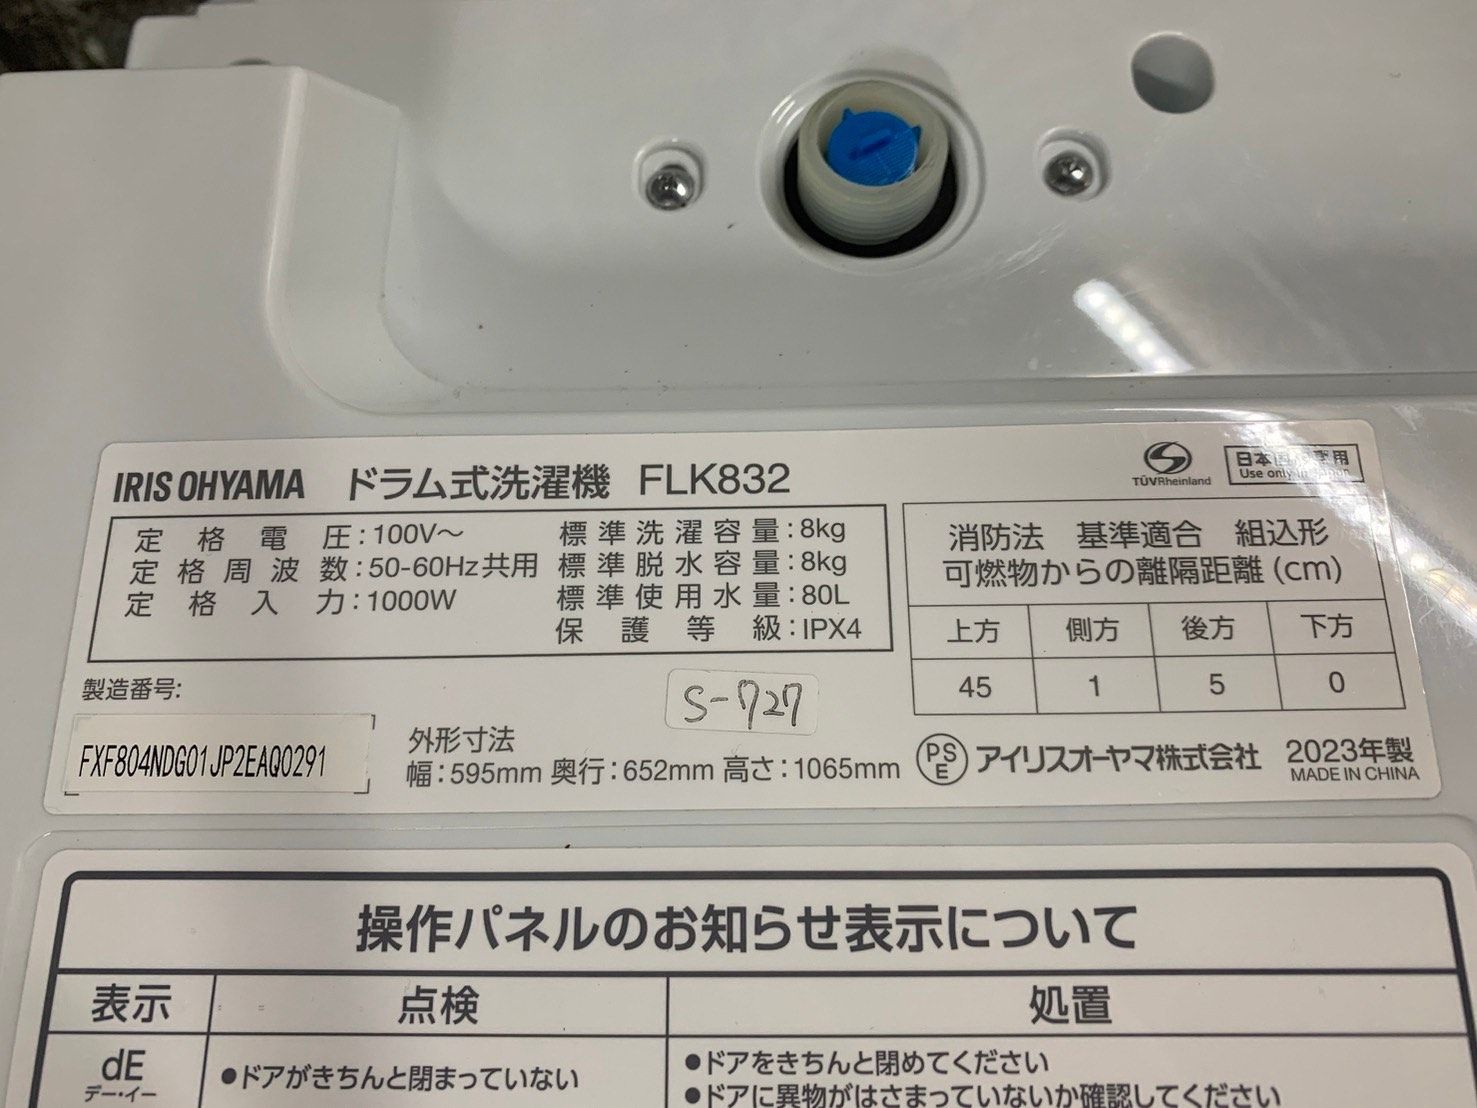 IRIS OHYAMA ドラム式洗濯機 FLK832
TÜVRheinland
日本国内専用
Use only in Japan
定格電圧:100V～
定格周波数:50-60Hz共用
定格入力:1000W
標準洗濯容量:8kg
標準脱水容量:8kg
標準使用水量:80L
保護等級:IPX4
消防法 基準適合 組込形
可燃物からの離隔距離(cm)
上方 側方 後方 下方
45 1 5 0
製造番号:
FXF804NDG01JP2EAQ0291
S-727
外形寸法
幅:595mm 奥行:652mm 高さ:1065mm
PSE アイリスオーヤマ株式会社 2023年製
MADE IN CHINA
操作パネルのお知らせ表示について
表示 点検 処置
dE
デー・イー
●ドアがきちんと閉まっていない
●ドアをきちんと閉めてください
●ドアに異物がはさまっていないか確認してください